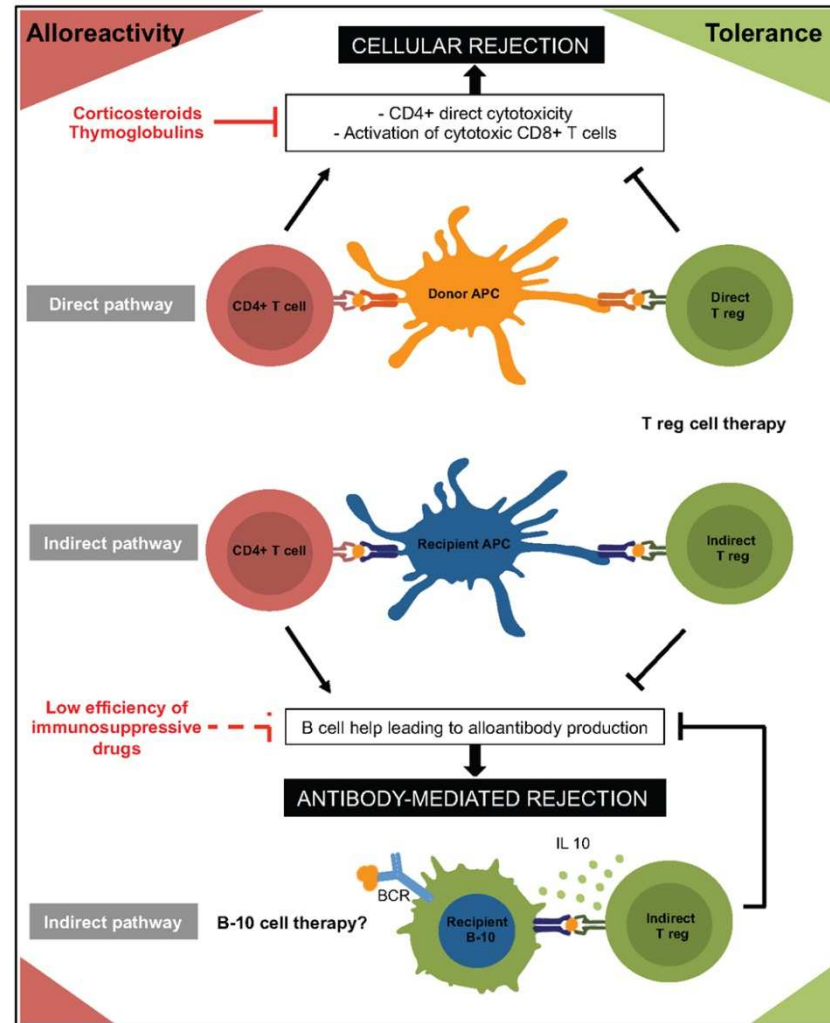 Alloreactivity
Tolerance
CELLULAR REJECTION
Corticosteroids
Thymoglobulins
- CD4+ direct cytotoxicity
- Activation of cytotoxic CD8+ T cells
Direct pathway
CD4+ T cell
Donor APC
Direct
T reg
T reg cell therapy
Indirect pathway
CD4+ T cell
Recipient APC
Indirect
T reg
Low efficiency of
immunosuppressive
drugs
B cell help leading to alloantibody production
ANTIBODY-MEDIATED REJECTION
IL 10
BCR
Indirect pathway
B-10 cell therapy?
Recipient
B-10
Indirect
T reg